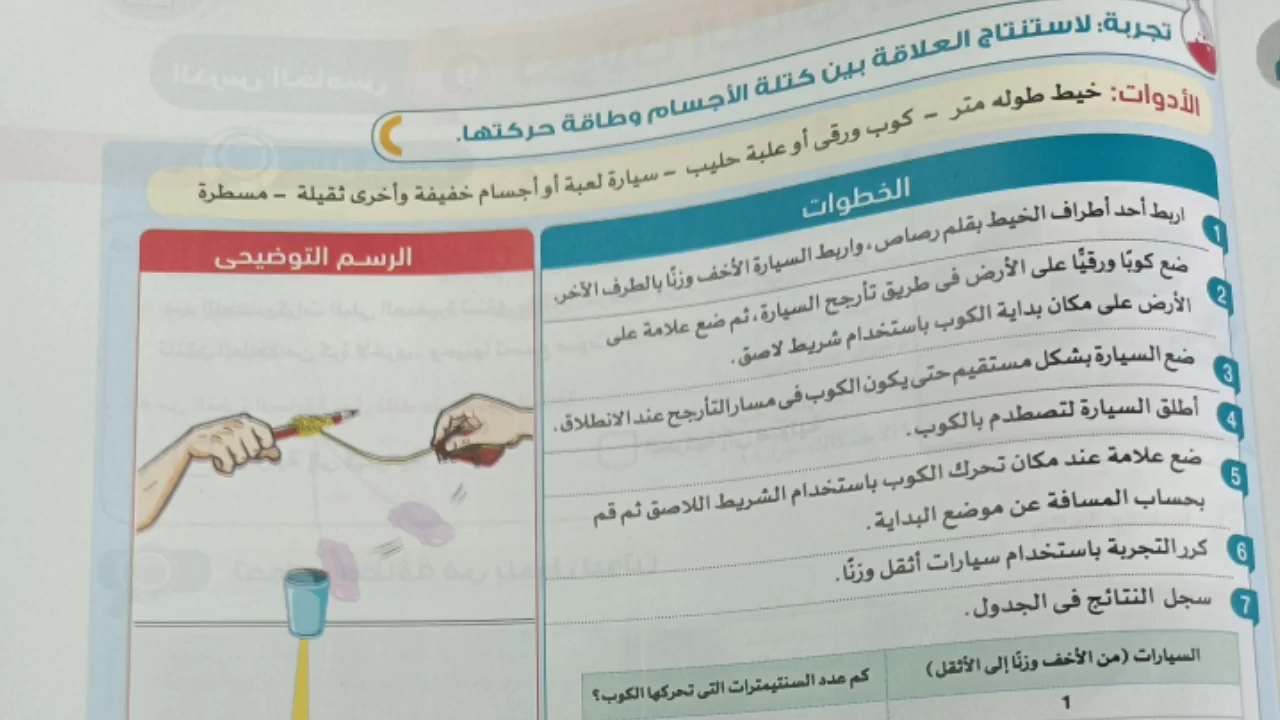 تجربة: لاستنتاج العلاقة بين كتلة الأجسام وطاقة حركتها.
الأدوات: خيط طوله متر - كوب ورقى أو علبة حليب - سيارة لعبة أو أجسام خفيفة وأخرى ثقيلة - مسطرة
الخطوات
1 اربط أحد أطراف الخيط بقلم رصاص، واربط السيارة الأخف وزنًا بالطرف الآخر.
2 ضع كوبًا ورقيًّا على الأرض فى طريق تأرجح السيارة، ثم ضع علامة على
الأرض على مكان بداية الكوب باستخدام شريط لاصق.
3 ضع السيارة بشكل مستقيم حتى يكون الكوب فى مسار التأرجح عند الانطلاق.
4 أطلق السيارة لتصطدم بالكوب.
5 ضع علامة عند مكان تحرك الكوب باستخدام الشريط اللاصق ثم قم
بحساب المسافة عن موضع البداية.
6 كرر التجربة باستخدام سيارات أثقل وزنًا.
7 سجل النتائج فى الجدول.
السيارات (من الأخف وزنًا إلى الأثقل)
كم عدد السنتيمترات التى تحركها الكوب؟
1
الرسم التوضيحى